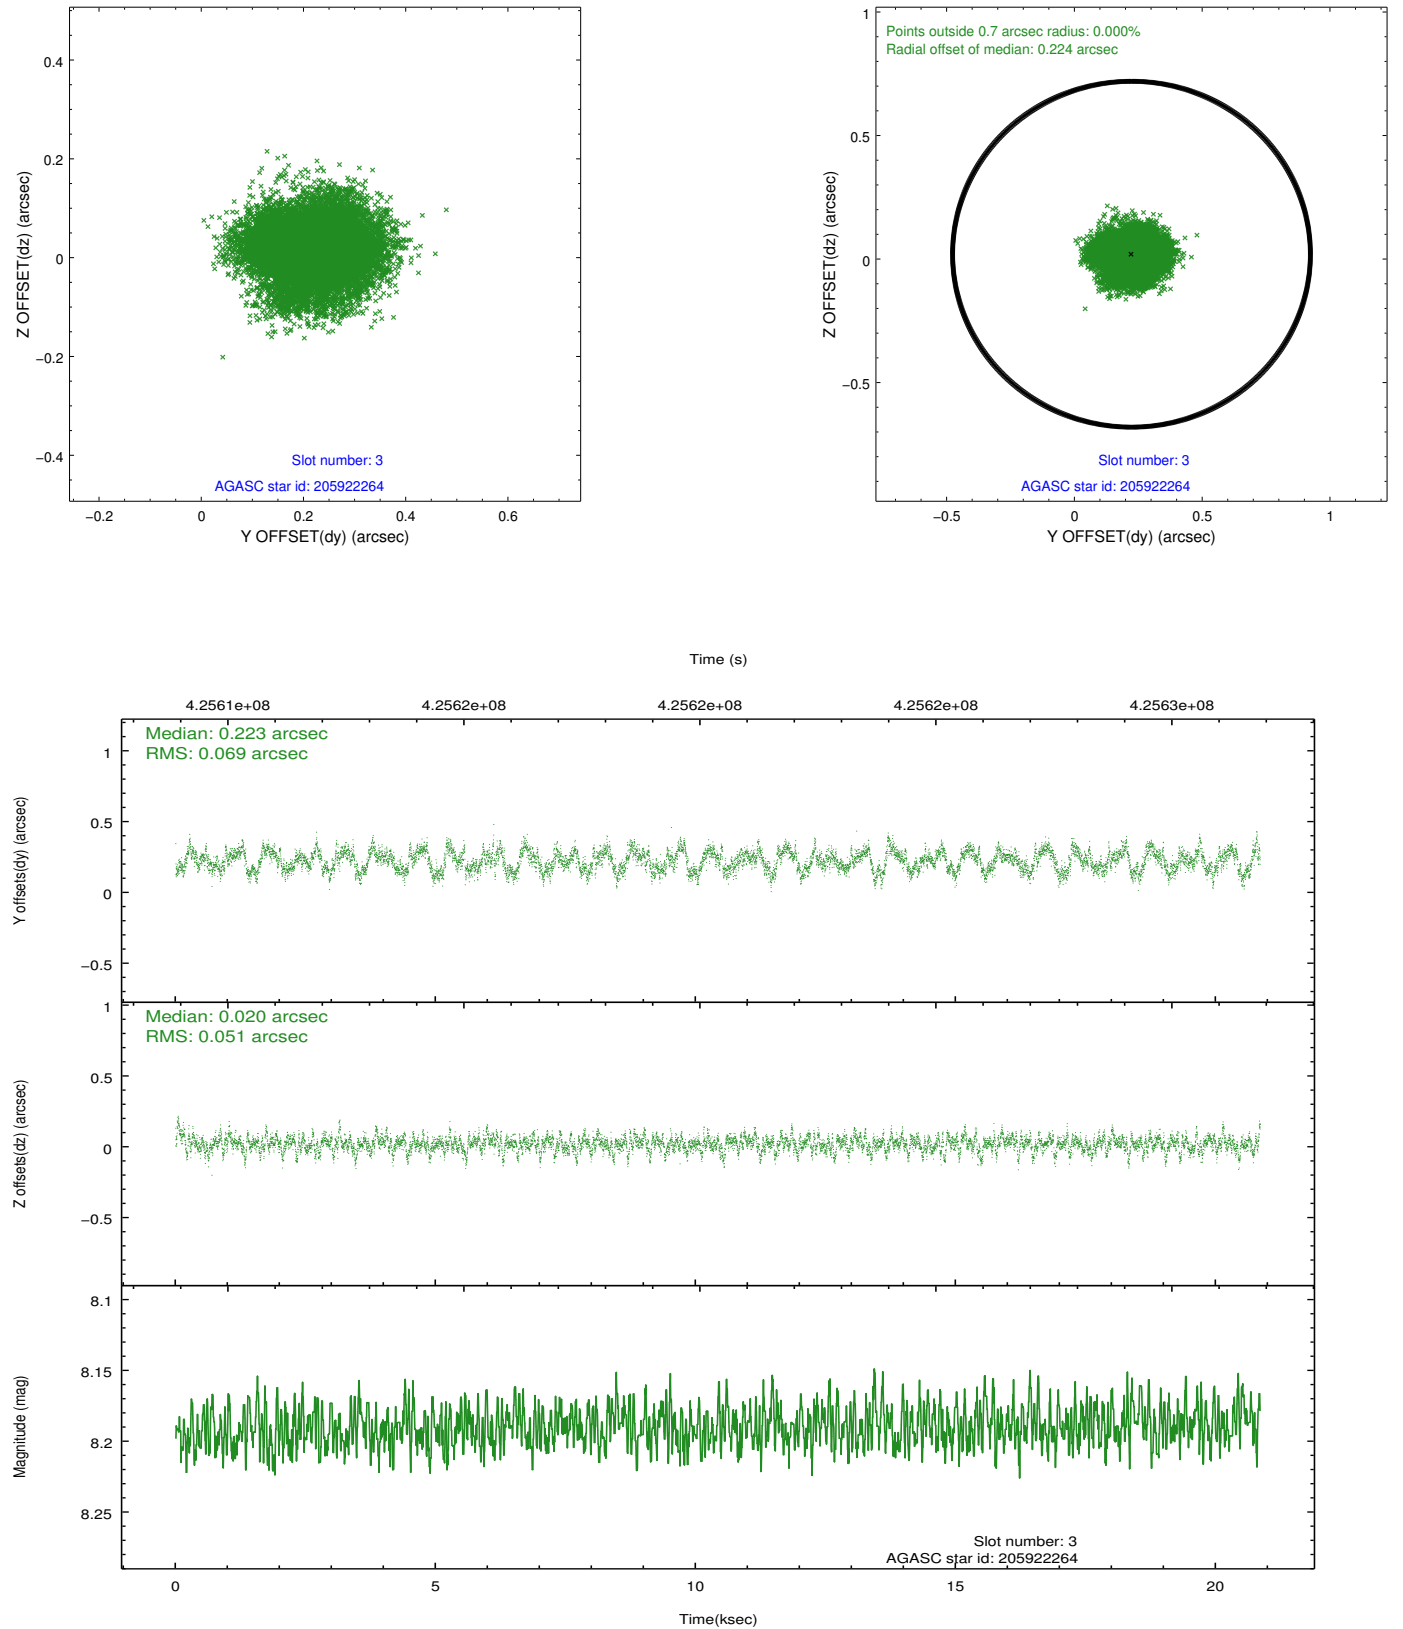 0.4
0.2
0
−0.2
−0.4
Z OFFSET(dz) (arcsec)
Slot number: 3
AGASC star id: 205922264
−0.2 0 0.2 0.4 0.6
Y OFFSET(dy) (arcsec)
Points outside 0.7 arcsec radius: 0.000%
Radial offset of median: 0.224 arcsec
1
0.5
0
−0.5
Z OFFSET(dz) (arcsec)
Slot number: 3
AGASC star id: 205922264
−0.5 0 0.5 1
Y OFFSET(dy) (arcsec)
Time (s)
4.2561e+08 4.2562e+08 4.2562e+08 4.2562e+08 4.2563e+08
Median: 0.223 arcsec
RMS: 0.069 arcsec
1
0.5
0
−0.5
Y offsets(dy) (arcsec)
Median: 0.020 arcsec
RMS: 0.051 arcsec
1
0.5
0
−0.5
Z offsets(dz) (arcsec)
8.1
8.15
8.2
8.25
Magnitude (mag)
Slot number: 3
AGASC star id: 205922264
0 5 10 15 20
Time(ksec)